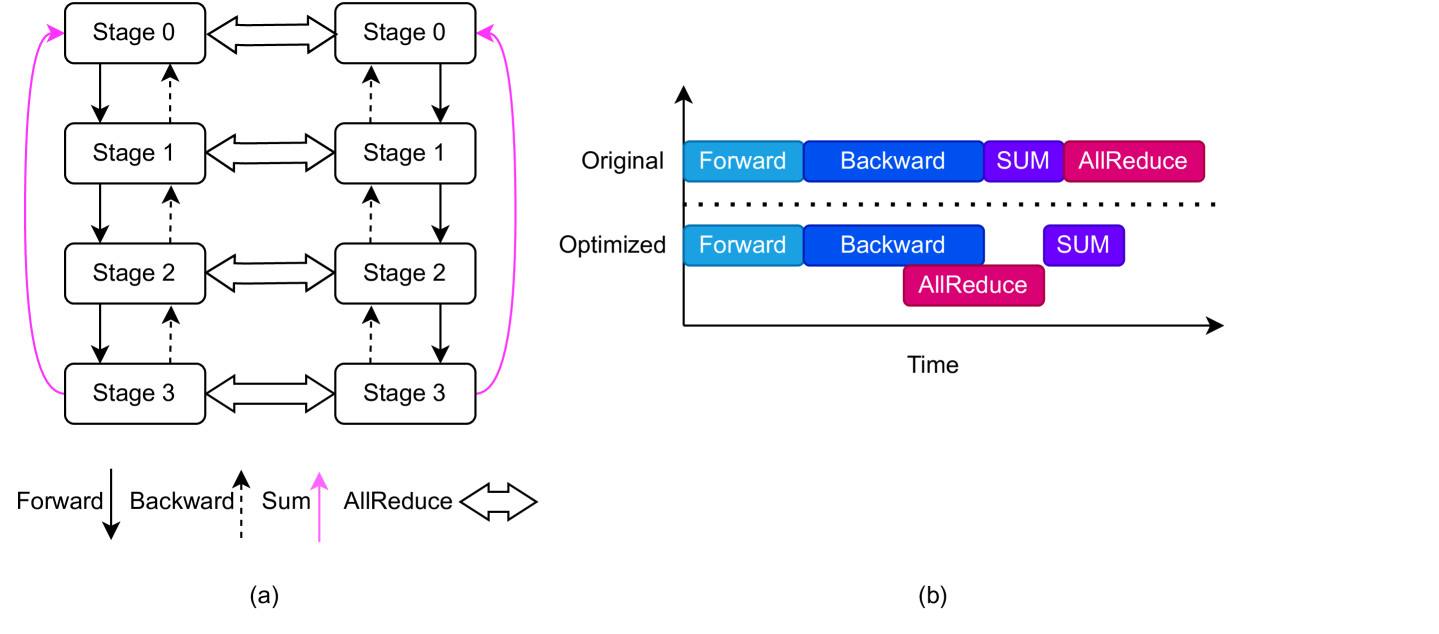 Stage 0
Stage 0
Stage 1
Stage 1
Stage 2
Stage 2
Stage 3
Stage 3
Forward
Backward
Sum
AllReduce
(a)
Original
Forward
Backward
SUM
AllReduce
Optimized
Forward
Backward
SUM
AllReduce
Time
(b)